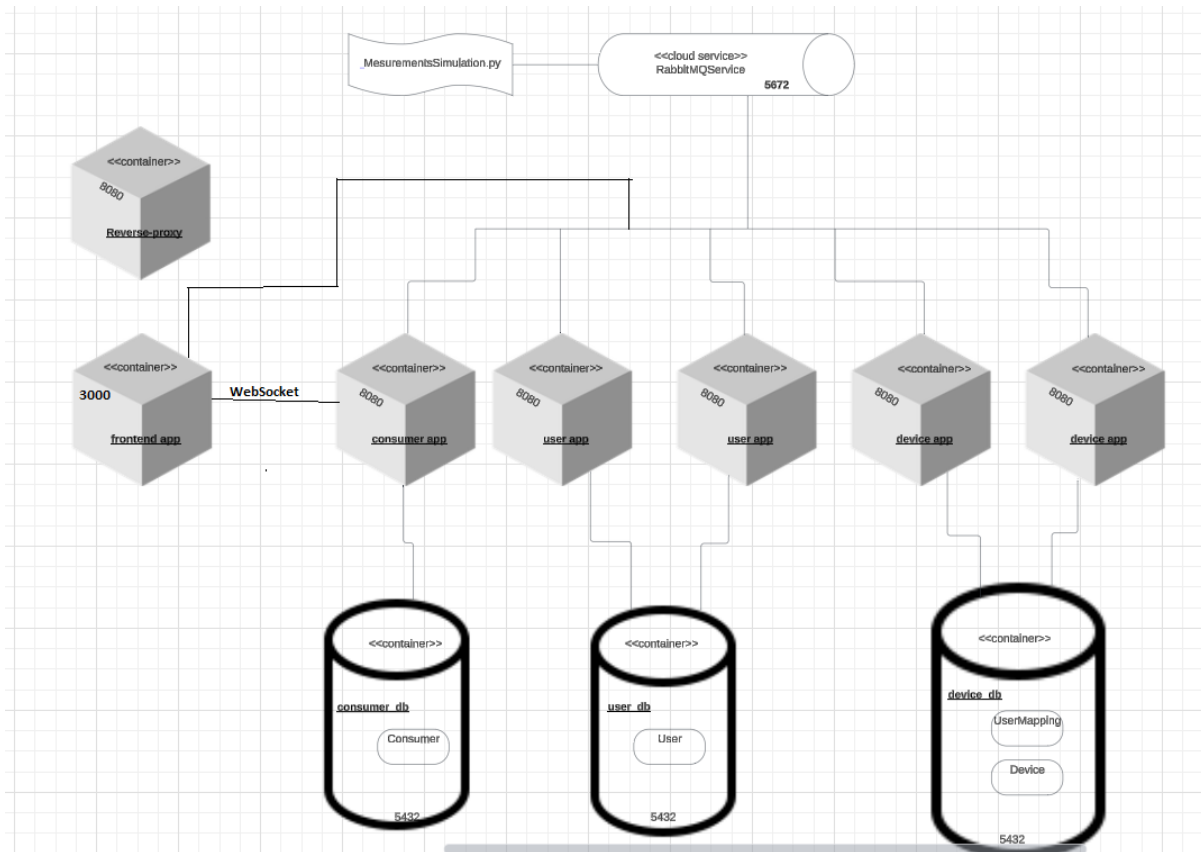 _MesurementsSimulation.py
<<cloud service>>
RabbItMQService
5672
<<container>>
8080
Reverse-proxy
<<container>>
3000
frontend app
WebSocket
<<container>>
8080
consumer app
<<container>>
8080
user app
<<container>>
8080
user app
<<container>>
8080
device app
<<container>>
8080
device app
<<container>>
consumer_db
Consumer
5432
<<container>>
user_db
User
5432
<<container>>
device_db
UserMapping
Device
5432